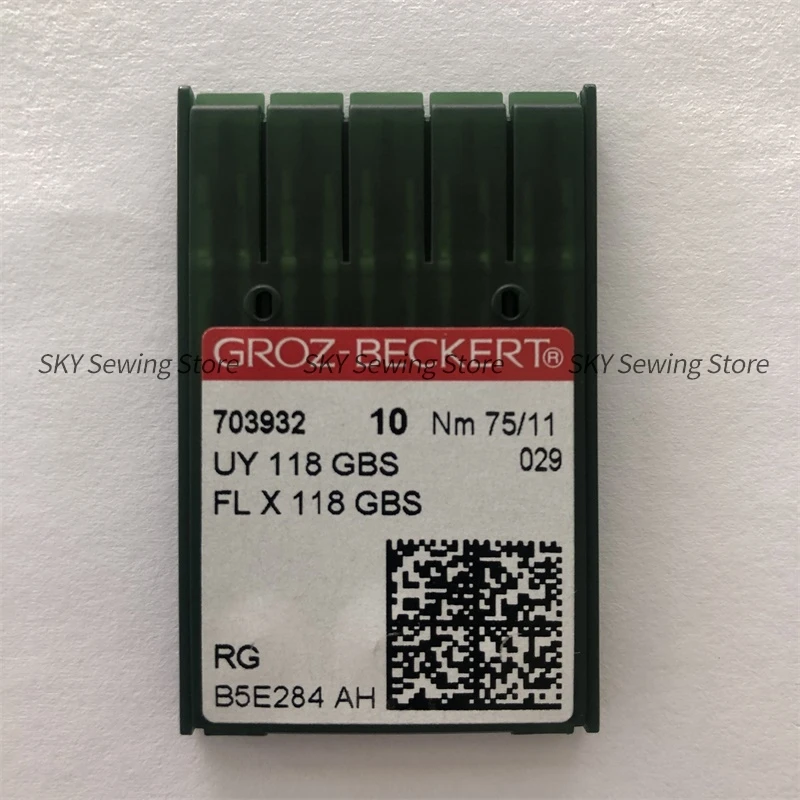 GROZ-BECKERT®
SKY Sewing Store SKY Sewing Store SKY Sewing Store
703932 10 Nm 75/11
UY 118 GBS 029
FL X 118 GBS
RG
B5E284 AH